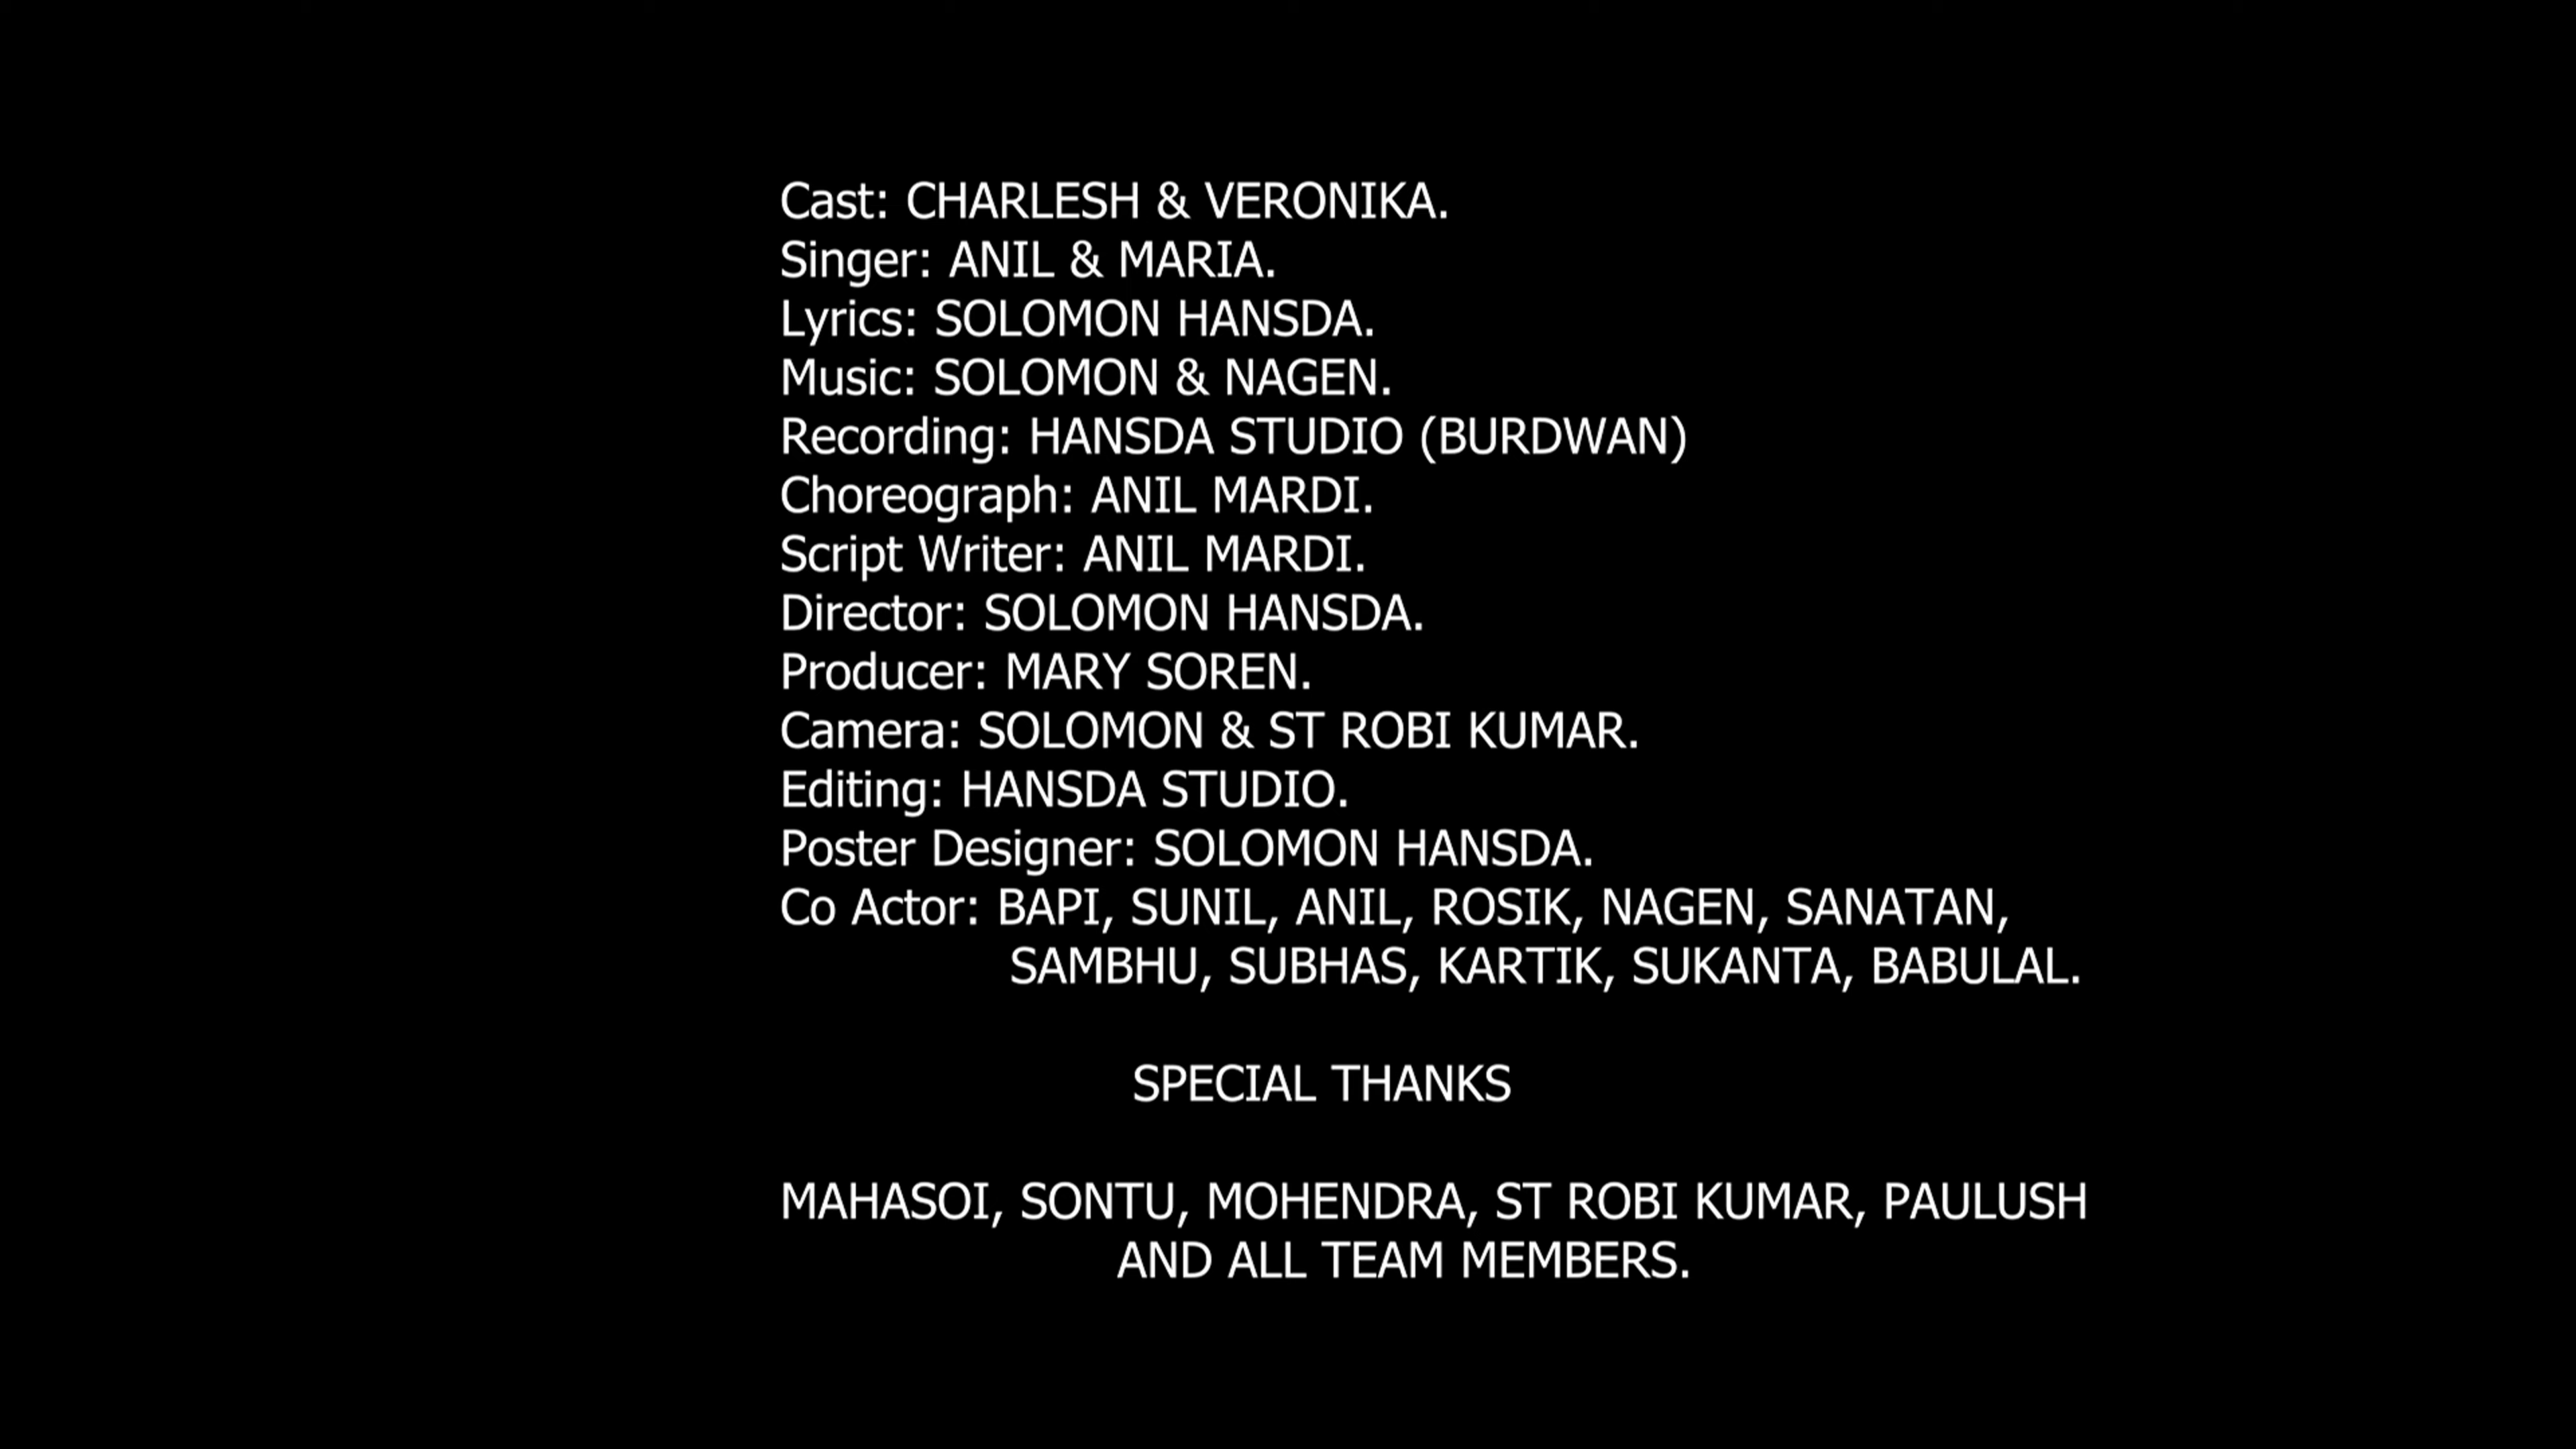 Cast: CHARLESH & VERONIKA.
Singer: ANIL & MARIA.
Lyrics: SOLOMON HANSDA.
Music: SOLOMON & NAGEN.
Recording: HANSDA STUDIO (BURDWAN)
Choreograph: ANIL MARDI.
Script Writer: ANIL MARDI.
Director: SOLOMON HANSDA.
Producer: MARY SOREN.
Camera: SOLOMON & ST ROBI KUMAR.
Editing: HANSDA STUDIO.
Poster Designer: SOLOMON HANSDA.
Co Actor: BAPI, SUNIL, ANIL, ROSIK, NAGEN, SANATAN,
SAMBHU, SUBHAS, KARTIK, SUKANTA, BABULAL.
SPECIAL THANKS
MAHASOI, SONTU, MOHENDRA, ST ROBI KUMAR, PAULUSH
AND ALL TEAM MEMBERS.